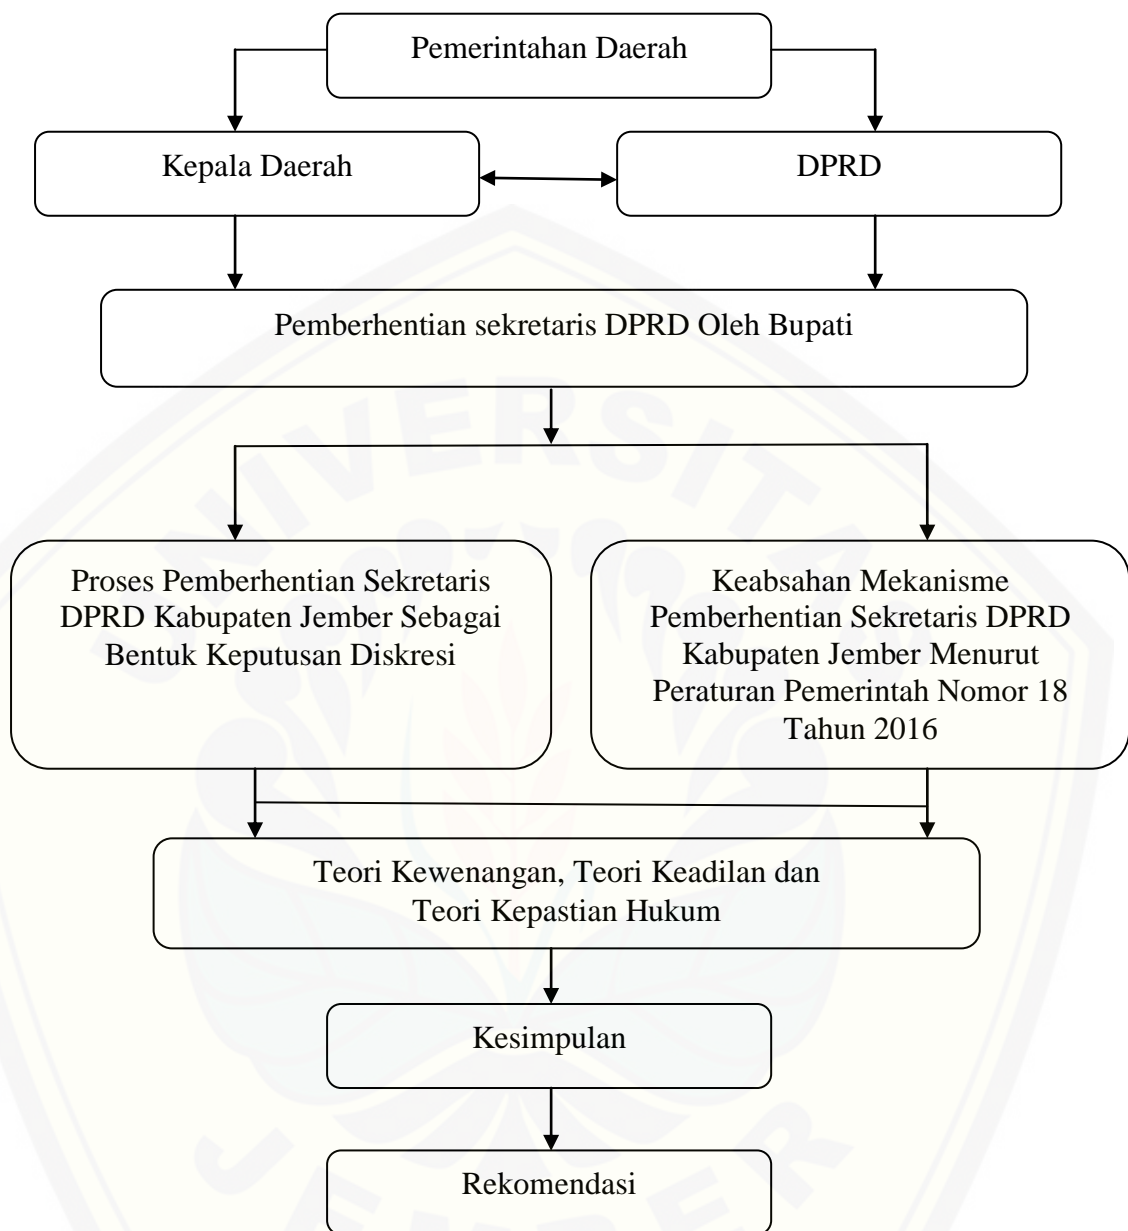 Pemerintahan Daerah
Kepala Daerah
DPRD
Pemberhentian sekretaris DPRD Oleh Bupati
Proses Pemberhentian Sekretaris
DPRD Kabupaten Jember Sebagai
Bentuk Keputusan Diskresi
Keabsahan Mekanisme
Pemberhentian Sekretaris DPRD
Kabupaten Jember Menurut
Peraturan Pemerintah Nomor 18
Tahun 2016
Teori Kewenangan, Teori Keadilan dan
Teori Kepastian Hukum
Kesimpulan
Rekomendasi
UNIVERSITAS
JEMBER